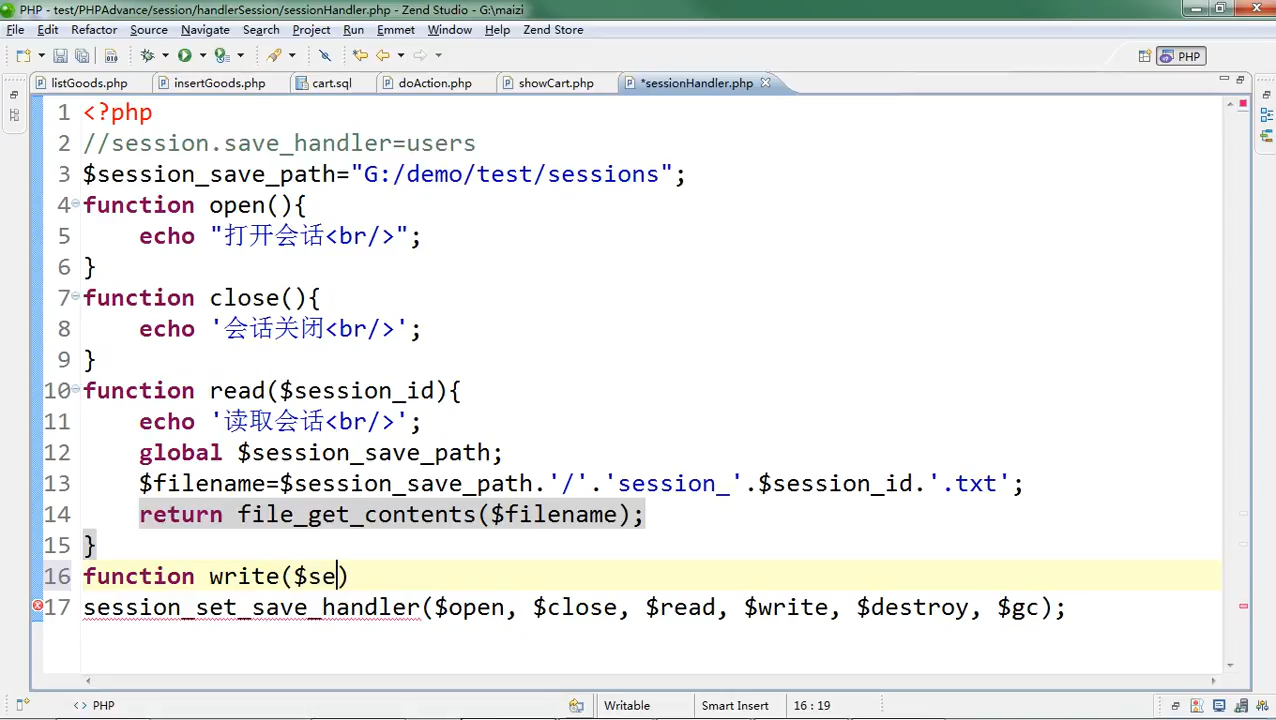 PHP - test/PHPAdvance/session/handlerSession/sessionHandler.php - Zend Studio - G:\maizi
File Edit Refactor Source Navigate Search Project Run Emmet Window Help Zend Store
PHP
listGoods.php insertGoods.php cart.sql doAction.php showCart.php *sessionHandler.php
1 <?php
2 //session.save_handler=users
3 $session_save_path="G:/demo/test/sessions";
4 function open(){
5 echo "打开会话<br/>";
6 }
7 function close(){
8 echo '会话关闭<br/>';
9 }
10 function read($session_id){
11 echo '读取会话<br/>';
12 global $session_save_path;
13 $filename=$session_save_path.'/'.'session_'.$session_id.'.txt';
14 return file_get_contents($filename);
15 }
16 function write($se)
17 session_set_save_handler($open, $close, $read, $write, $destroy, $gc);
<> PHP Writable Smart Insert 16 : 19